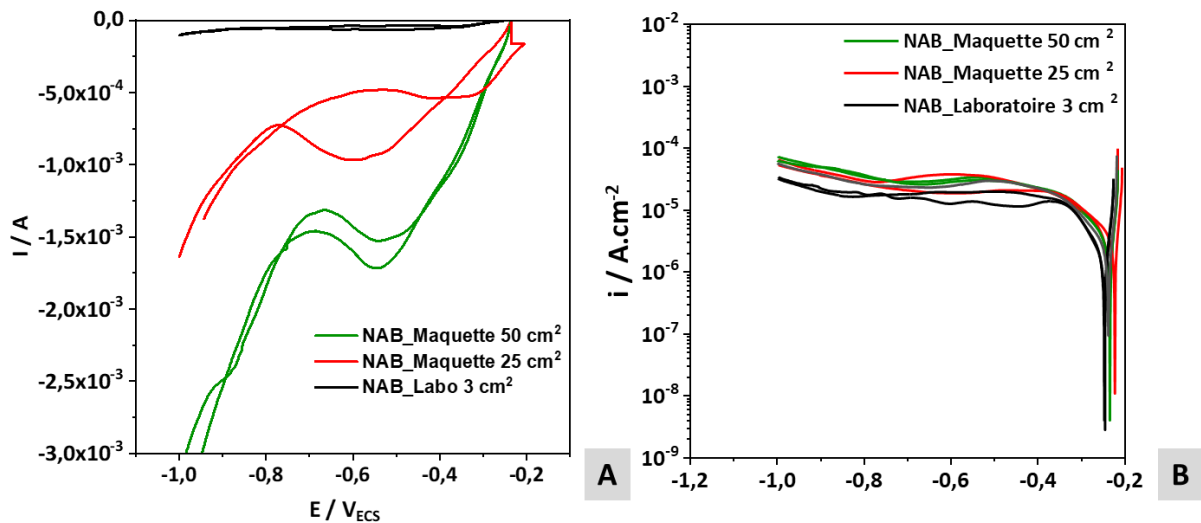 0,0
-5,0x10⁻⁴
-1,0x10⁻³
-1,5x10⁻³
-2,0x10⁻³
-2,5x10⁻³
-3,0x10⁻³
I / A
-1,0 -0,8 -0,6 -0,4 -0,2
E / V_ECS
NAB_Maquette 50 cm²
NAB_Maquette 25 cm²
NAB_Labo 3 cm²
A
10⁻²
10⁻³
10⁻⁴
10⁻⁵
10⁻⁶
10⁻⁷
10⁻⁸
10⁻⁹
i / A.cm⁻²
-1,2 -1,0 -0,8 -0,6 -0,4 -0,2
NAB_Maquette 50 cm ²
NAB_Maquette 25 cm ²
NAB_Laboratoire 3 cm ²
B